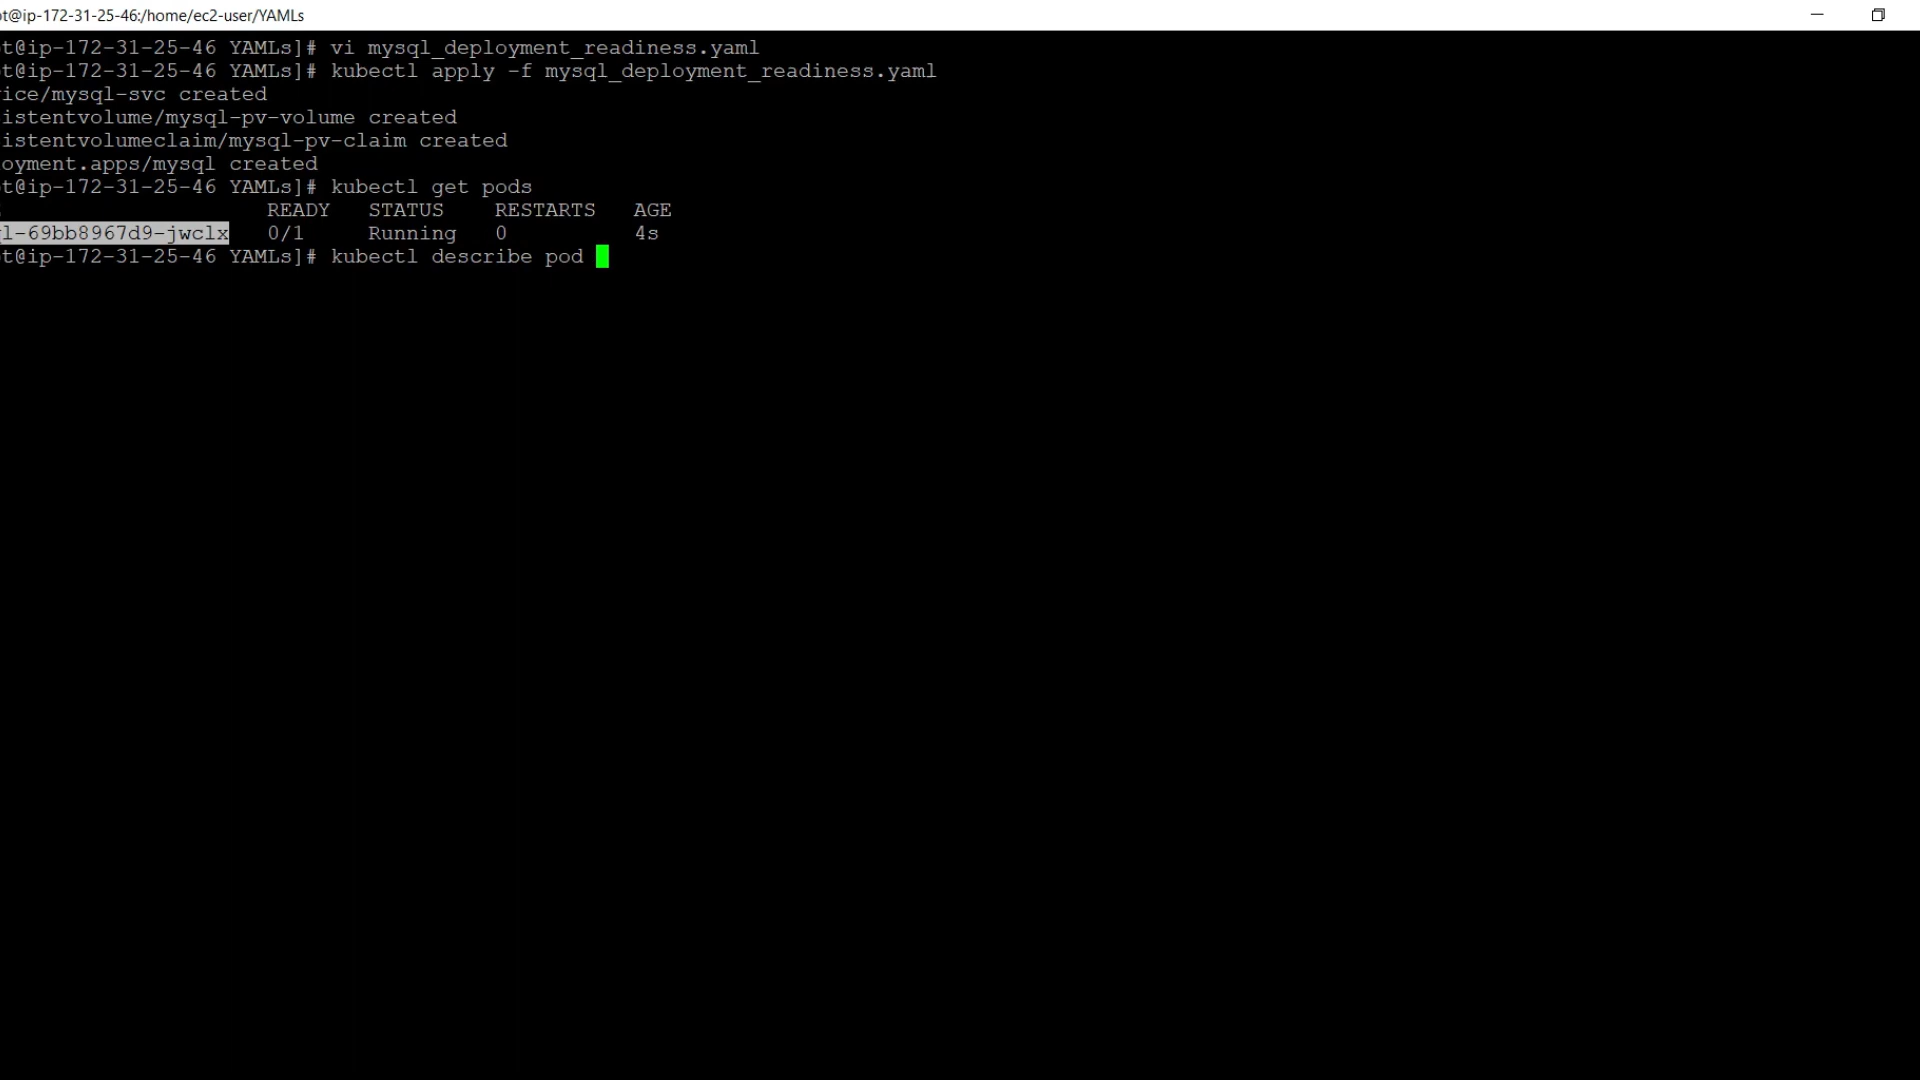 t@ip-172-31-25-46:/home/ec2-user/YAMLs
t@ip-172-31-25-46 YAMLs]# vi mysql_deployment_readiness.yaml
t@ip-172-31-25-46 YAMLs]# kubectl apply -f mysql_deployment_readiness.yaml
ice/mysql-svc created
istentvolume/mysql-pv-volume created
istentvolumeclaim/mysql-pv-claim created
oyment.apps/mysql created
t@ip-172-31-25-46 YAMLs]# kubectl get pods
READY STATUS RESTARTS AGE
l-69bb8967d9-jwclx 0/1 Running 0 4s
t@ip-172-31-25-46 YAMLs]# kubectl describe pod